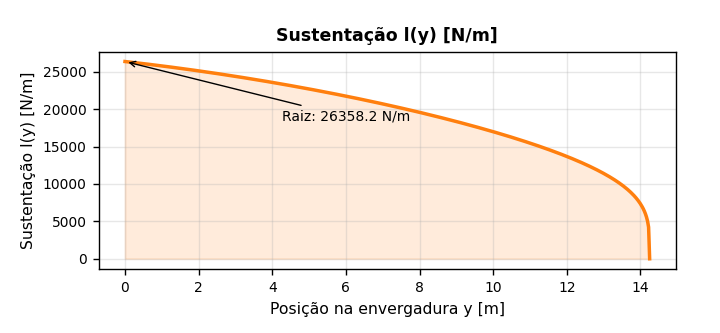 Sustentação l(y) [N/m]
Sustentação l(y) [N/m]
25000
20000
15000
10000
5000
0
Raiz: 26358.2 N/m
0 2 4 6 8 10 12 14
Posição na envergadura y [m]